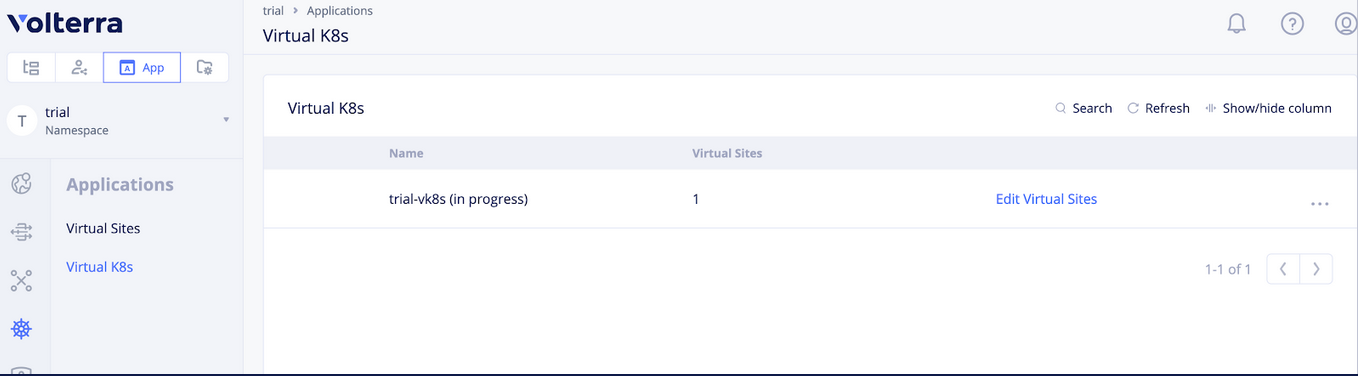 Volterra
App
T
trial
Namespace
Applications
Virtual Sites
Virtual K8s
trial > Applications
Virtual K8s
Virtual K8s
Search Refresh Show/hide column
Name Virtual Sites
trial-vk8s (in progress) 1 Edit Virtual Sites ...
1-1 of 1